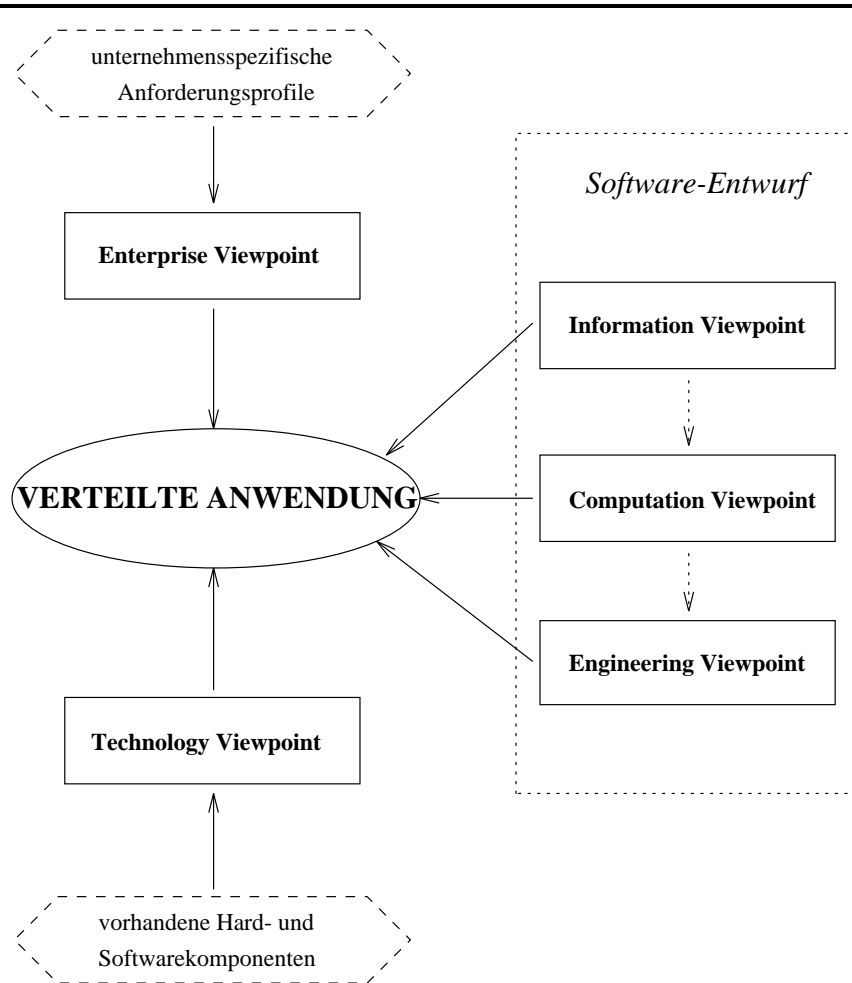 unternehmensspezifische
Anforderungsprofile
Software-Entwurf
Enterprise Viewpoint
Information Viewpoint
VERTEILTE ANWENDUNG
Computation Viewpoint
Engineering Viewpoint
Technology Viewpoint
vorhandene Hard- und
Softwarekomponenten